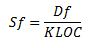 Sf = Df / KLOC